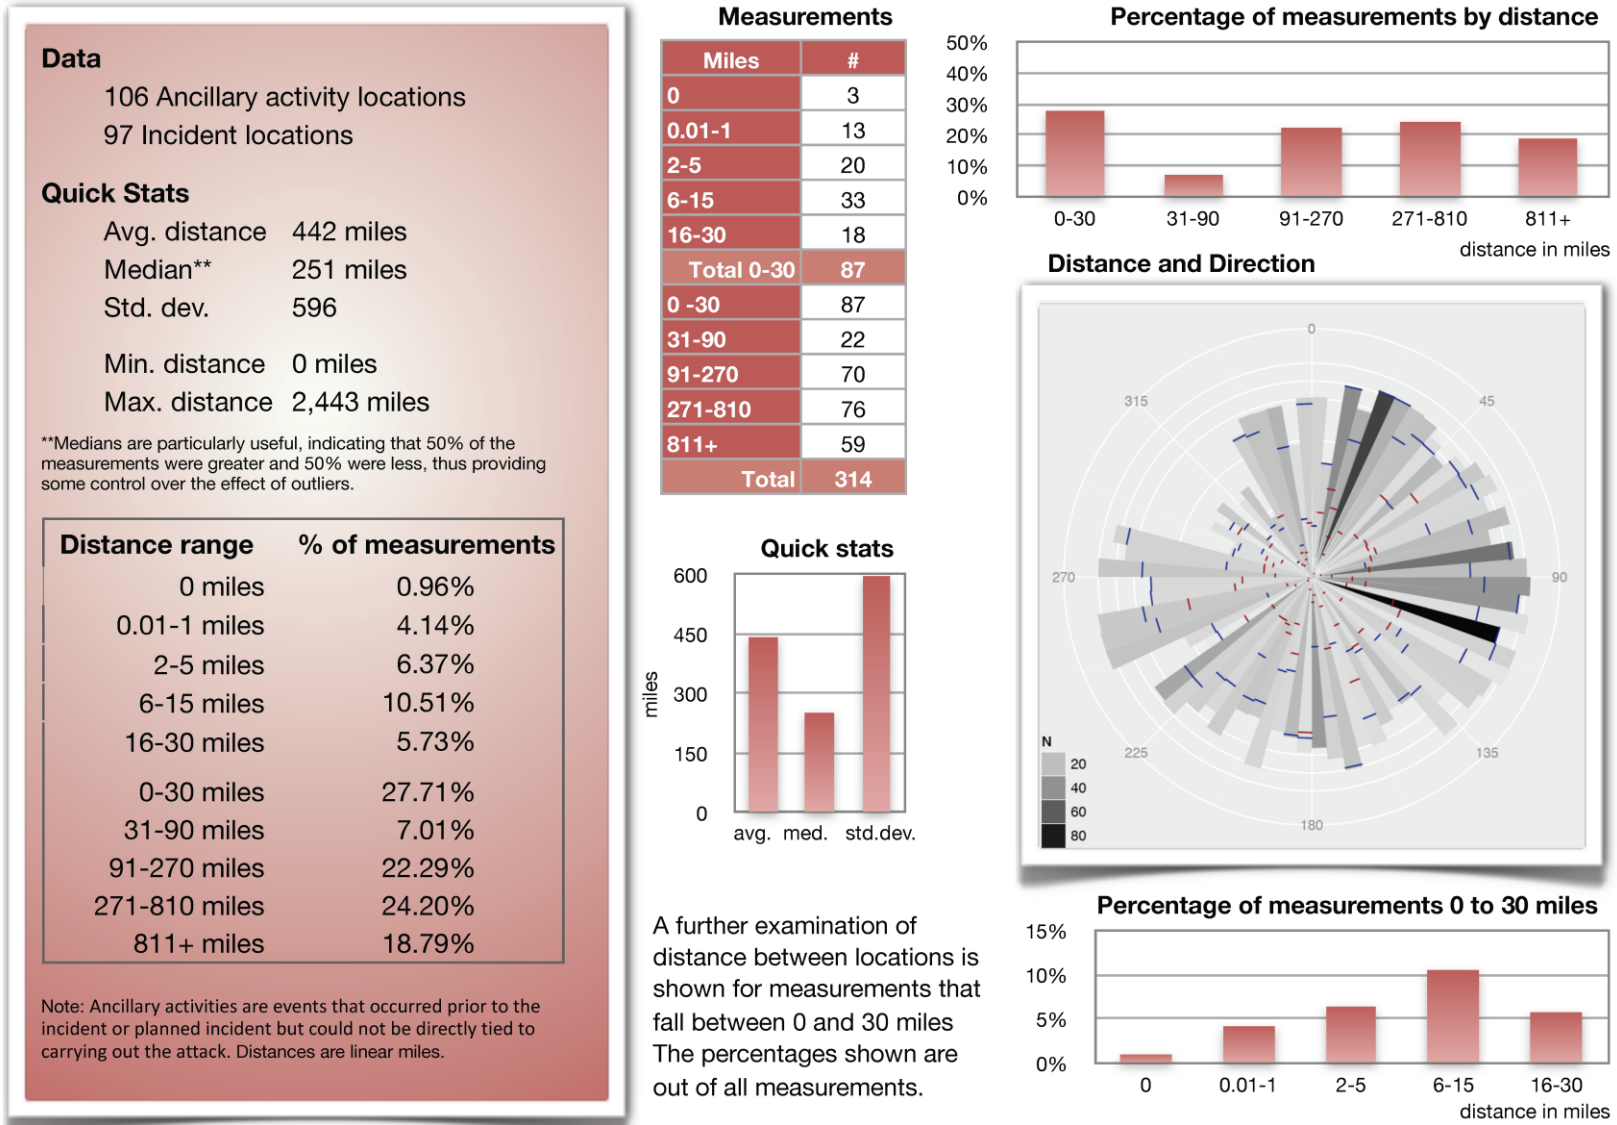 Data
106 Ancillary activity locations
97 Incident locations
Quick Stats
Avg. distance 442 miles
Median** 251 miles
Std. dev. 596
Min. distance 0 miles
Max. distance 2,443 miles
**Medians are particularly useful, indicating that 50% of the
measurements were greater and 50% were less, thus providing
some control over the effect of outliers.
Distance range % of measurements
0 miles 0.96%
0.01-1 miles 4.14%
2-5 miles 6.37%
6-15 miles 10.51%
16-30 miles 5.73%
0-30 miles 27.71%
31-90 miles 7.01%
91-270 miles 22.29%
271-810 miles 24.20%
811+ miles 18.79%
Note: Ancillary activities are events that occurred prior to the
incident or planned incident but could not be directly tied to
carrying out the attack. Distances are linear miles.
Measurements
Miles #
0 3
0.01-1 13
2-5 20
6-15 33
16-30 18
Total 0-30 87
0 -30 87
31-90 22
91-270 70
271-810 76
811+ 59
Total 314
Quick stats
600
450
300
150
0
miles
avg. med. std.dev.
A further examination of
distance between locations is
shown for measurements that
fall between 0 and 30 miles
The percentages shown are
out of all measurements.
Percentage of measurements by distance
50%
40%
30%
20%
10%
0%
0-30 31-90 91-270 271-810 811+
distance in miles
Distance and Direction
0
315 45
270 90
225 135
180
N
20
40
60
80
Percentage of measurements 0 to 30 miles
15%
10%
5%
0%
0 0.01-1 2-5 6-15 16-30
distance in miles